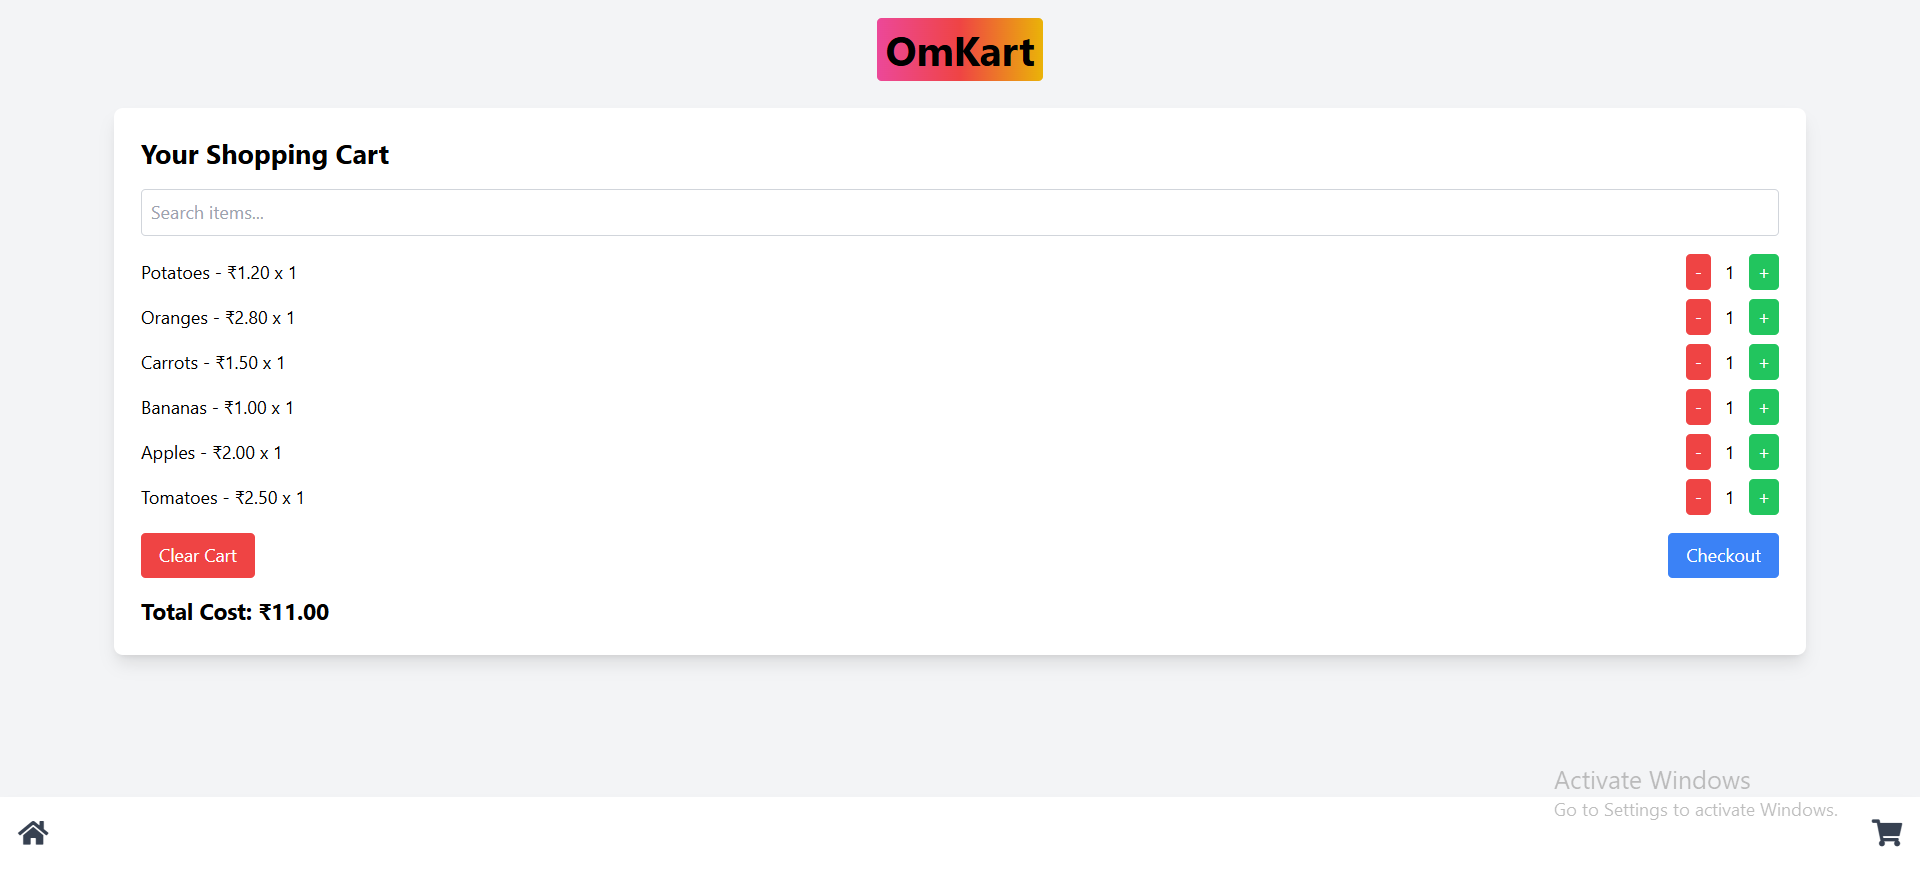 OmKart
Your Shopping Cart
Search items...
Potatoes - ₹1.20 x 1 - 1 +
Oranges - ₹2.80 x 1 - 1 +
Carrots - ₹1.50 x 1 - 1 +
Bananas - ₹1.00 x 1 - 1 +
Apples - ₹2.00 x 1 - 1 +
Tomatoes - ₹2.50 x 1 - 1 +
Clear Cart Checkout
Total Cost: ₹11.00
Activate Windows
Go to Settings to activate Windows.